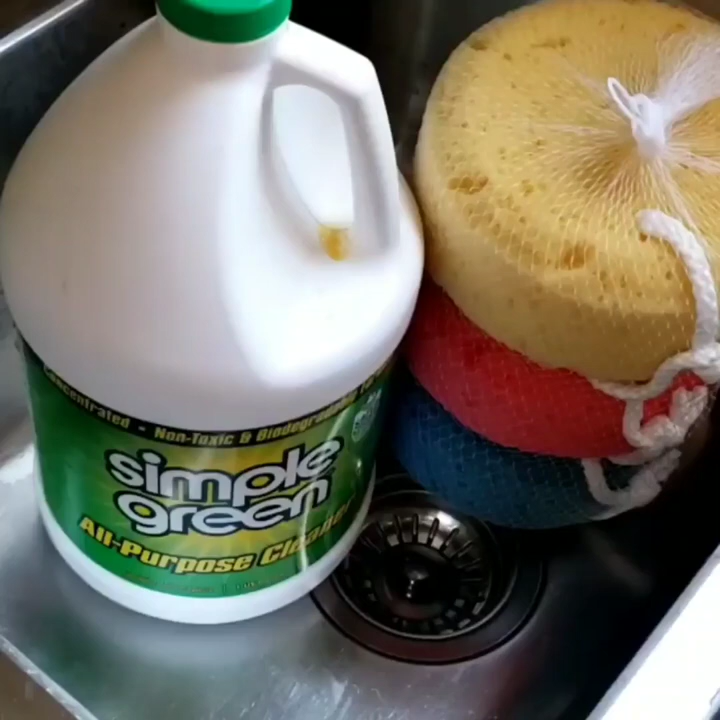 Concentrated - Non-Toxic & Biodegradable
simple
green
All-Purpose Cleaner